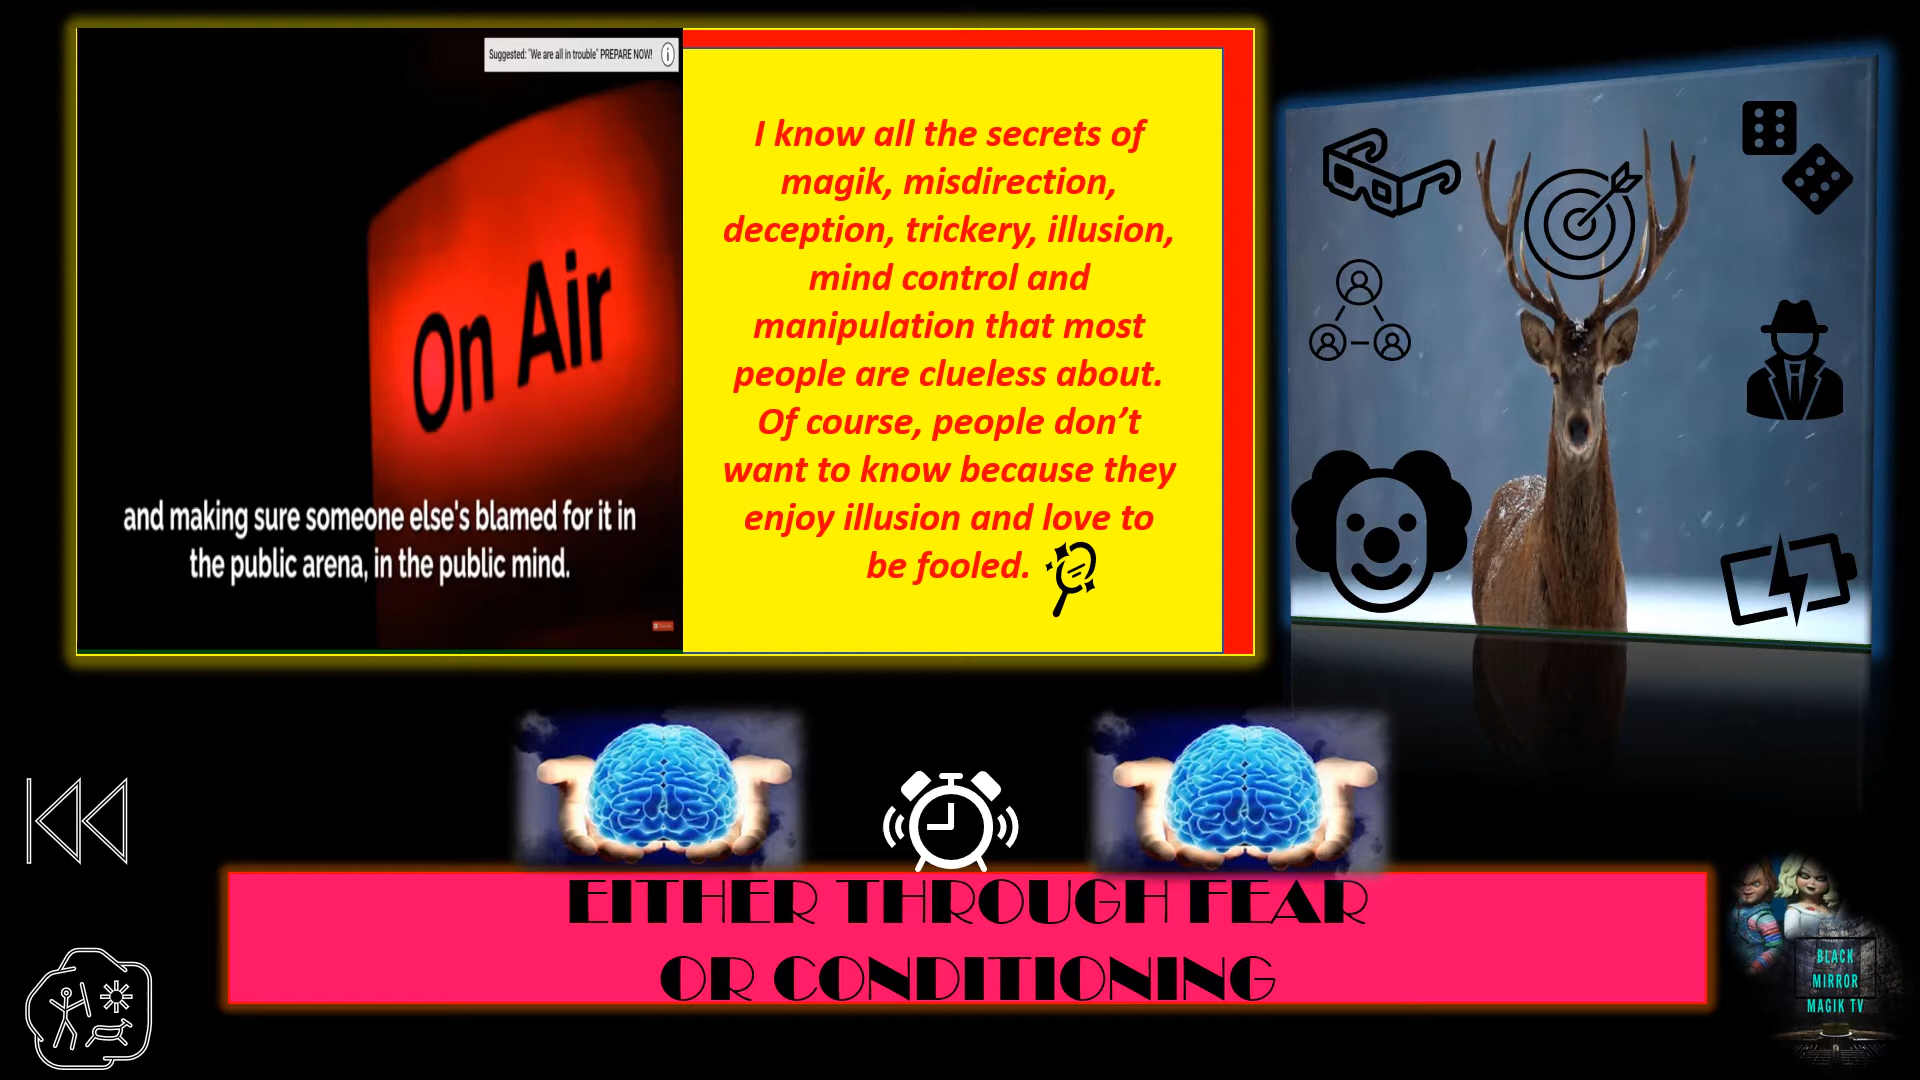 Suggested: "We are all in trouble" PREPARE NOW!
On Air
and making sure someone else's blamed for it in
the public arena, in the public mind.
I know all the secrets of
magik, misdirection,
deception, trickery, illusion,
mind control and
manipulation that most
people are clueless about.
Of course, people don't
want to know because they
enjoy illusion and love to
be fooled.
EITHER THROUGH FEAR
OR CONDITIONING
BLACK
MIRROR
MAGIK TV